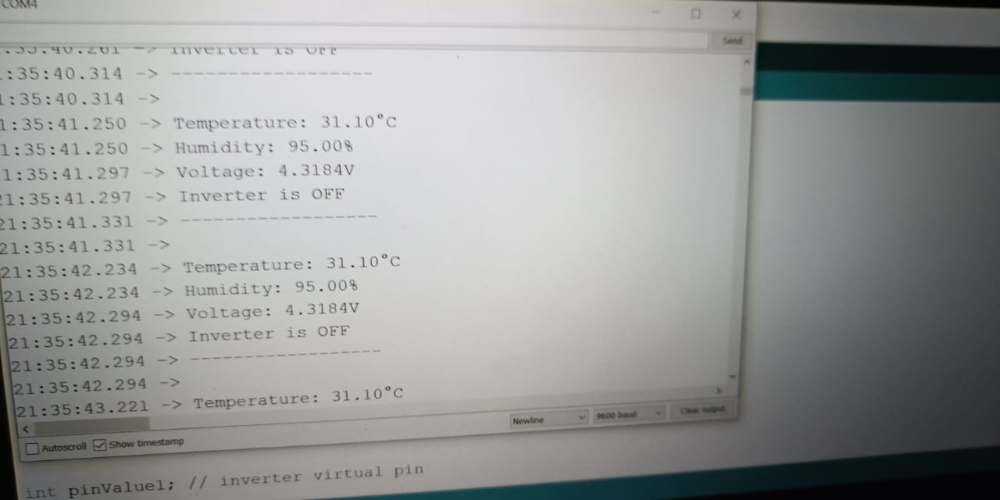 COM4
Send
:35:40.261 -> Inverter is OFF
1:35:40.314 -> ------------------
1:35:40.314 ->
1:35:41.250 -> Temperature: 31.10°C
1:35:41.250 -> Humidity: 95.00%
1:35:41.297 -> Voltage: 4.3184V
21:35:41.297 -> Inverter is OFF
21:35:41.331 -> ------------------
21:35:41.331 ->
21:35:42.234 -> Temperature: 31.10°C
21:35:42.234 -> Humidity: 95.00%
21:35:42.294 -> Voltage: 4.3184V
21:35:42.294 -> Inverter is OFF
21:35:42.294 -> ------------------
21:35:42.294 ->
21:35:43.221 -> Temperature: 31.10°C
Newline 9600 baud Clear output
Autoscroll Show timestamp
int pinValue1; // inverter virtual pin